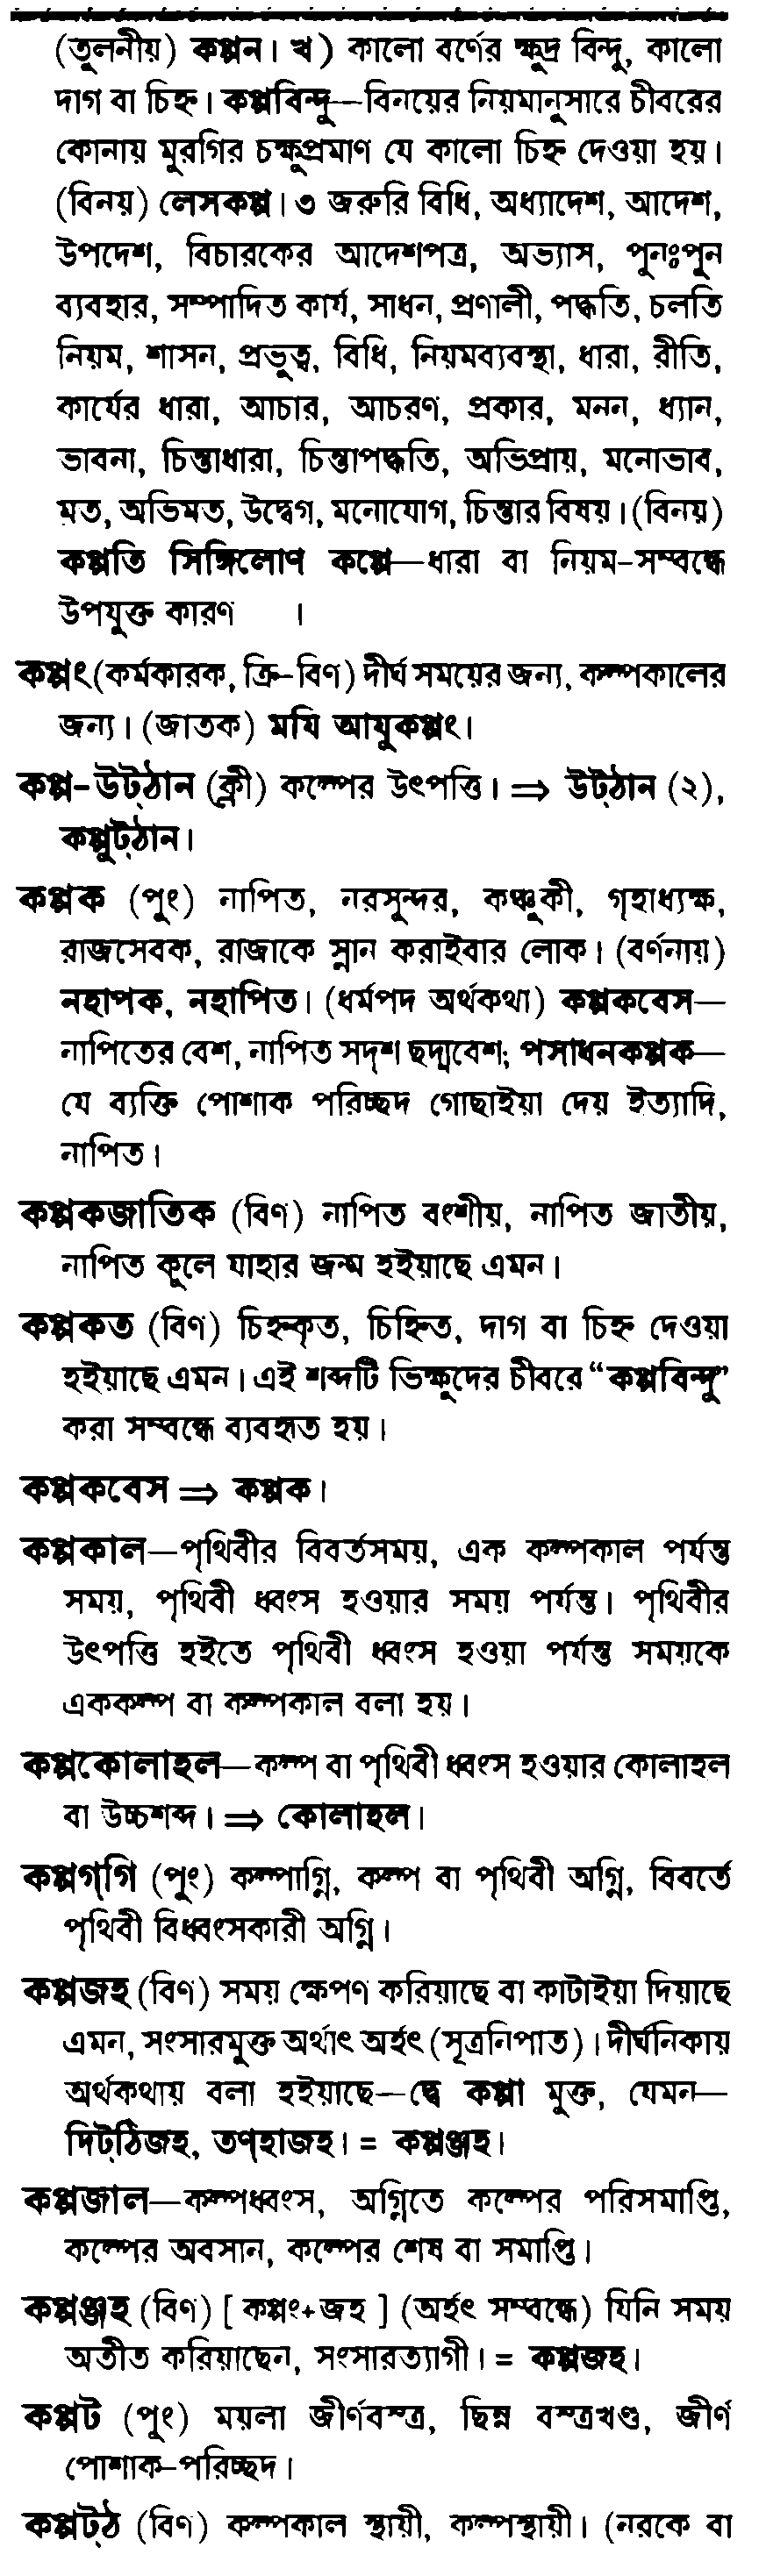 (তুলনীয়) কপ্পন। খ) কালো বর্ণের ক্ষুদ্র বিন্দু, কালো
দাগ বা চিহ্ন। কপ্পবিন্দু—বিনয়ের নিয়মানুসারে চীবরের
কোনায় মুরগির চক্ষুপ্রমাণ যে কালো চিহ্ন দেওয়া হয়।
(বিনয়) লেসকপ্প। ৩ জরুরি বিধি, অধ্যাদেশ, আদেশ,
উপদেশ, বিচারকের আদেশপত্র, অভ্যাস, পুনঃপুন
ব্যবহার, সম্পাদিত কার্য, সাধন, প্রণালী, পদ্ধতি, চলতি
নিয়ম, শাসন, প্রভুত্ব, বিধি, নিয়মব্যবস্থা, ধারা, রীতি,
কার্যের ধারা, আচার, আচরণ, প্রকার, মনন, ধ্যান,
ভাবনা, চিন্তাধারা, চিন্তাপদ্ধতি, অভিপ্রায়, মনোভাব,
মত, অভিমত, উদ্বেগ, মনোযোগ, চিন্তার বিষয়। (বিনয়)
কপ্পতি সিঙ্গিলোণ কপ্পে—ধারা বা নিয়ম-সম্বন্ধে
উপযুক্ত কারণ ।
কপ্পং (কর্মকারক, ক্রি-বিণ) দীর্ঘ সময়ের জন্য, কল্পকালের
জন্য। (জাতক) মযি আযুকপ্পং।
কপ্প-উট্‌ঠান (ক্লী) কল্পের উৎপত্তি। ⇒ উট্‌ঠান (২),
কপ্পুট্‌ঠান।
কপ্পক (পুং) নাপিত, নরসুন্দর, কঞ্চুকী, গৃহাধ্যক্ষ,
রাজসেবক, রাজাকে স্নান করাইবার লোক। (বর্ণনায়)
নহাপক, নহাপিত। (ধর্মপদ অর্থকথা) কপ্পকবেস—
নাপিতের বেশ, নাপিত সদৃশ ছদ্মবেশ; পসাধনকপ্পক—
যে ব্যক্তি পোশাক পরিচ্ছদ গোছাইয়া দেয় ইত্যাদি,
নাপিত।
কপ্পকজাতিক (বিণ) নাপিত বংশীয়, নাপিত জাতীয়,
নাপিত কূলে যাহার জন্ম হইয়াছে এমন।
কপ্পকত (বিণ) চিহ্নকৃত, চিহ্নিত, দাগ বা চিহ্ন দেওয়া
হইয়াছে এমন। এই শব্দটি ভিক্ষুদের চীবরে “কপ্পবিন্দু”
করা সম্বন্ধে ব্যবহৃত হয়।
কপ্পকবেস ⇒ কপ্পক।
কপ্পকাল—পৃথিবীর বিবর্তসময়, এক কল্পকাল পর্যন্ত
সময়, পৃথিবী ধ্বংস হওয়ার সময় পর্যন্ত। পৃথিবীর
উৎপত্তি হইতে পৃথিবী ধ্বংস হওয়া পর্যন্ত সময়কে
এককল্প বা কল্পকাল বলা হয়।
কপ্পকোলাহল—কল্প বা পৃথিবী ধ্বংস হওয়ার কোলাহল
বা উচ্চশব্দ। ⇒ কোলাহল।
কপ্পগ্‌গি (পুং) কল্পাগ্নি, কল্প বা পৃথিবী অগ্নি, বিবর্তে
পৃথিবী বিধ্বংসকারী অগ্নি।
কপ্পজহ (বিণ) সময় ক্ষেপণ করিয়াছে বা কাটাইয়া দিয়াছে
এমন, সংসারমুক্ত অর্থাৎ অর্হৎ (সূত্রনিপাত)। দীর্ঘনিকায়
অর্থকথায় বলা হইয়াছে—দ্বে কপ্পা মুক্ত, যেমন—
দিট্‌ঠিজহ, তণ্‌হাজহ। = কপ্পঞ্জহ।
কপ্পজাল—কল্পধ্বংস, অগ্নিতে কল্পের পরিসমাপ্তি,
কল্পের অবসান, কল্পের শেষ বা সমাপ্তি।
কপ্পঞ্জহ (বিণ) [ কপ্পং+জহ ] (অর্হৎ সম্বন্ধে) যিনি সময়
অতীত করিয়াছেন, সংসারত্যাগী। = কপ্পজহ।
কপ্পট (পুং) ময়লা জীর্ণবস্ত্র, ছিন্ন বস্ত্রখণ্ড, জীর্ণ
পোশাক-পরিচ্ছদ।
কপ্পট্‌ঠ (বিণ) কল্পকাল স্থায়ী, কল্পস্থায়ী। (নরকে বা